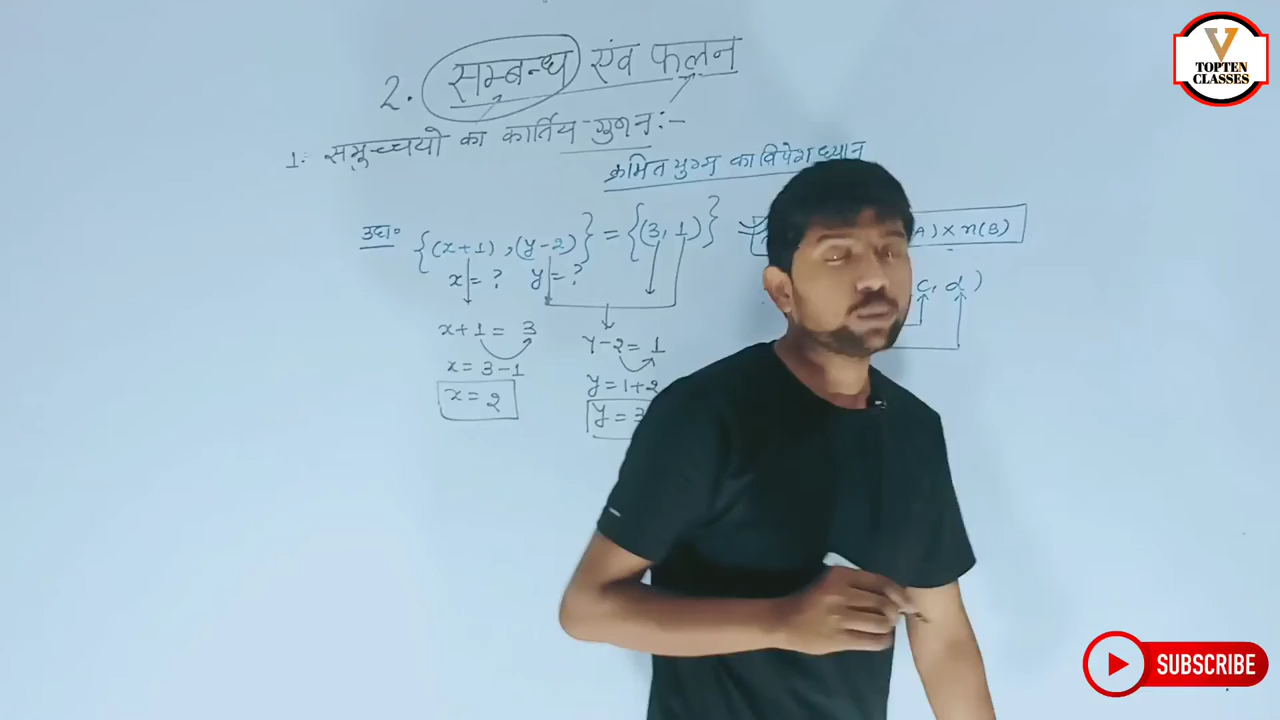 2. सम्बन्ध एंव फलन
1. समुच्चयो का कार्तिय-गुणन:-
क्रमित युग्म का विषेश ध्यान
उदा॰ {(x+1), (y-2)} = {(3, 1)}
A) × n(B)
x = ? y = ?
c, d)
x+1 = 3
x = 3-1
x = 2
y-2 = 1
y = 1+2
y = 3
V
TOPTEN
CLASSES
SUBSCRIBE